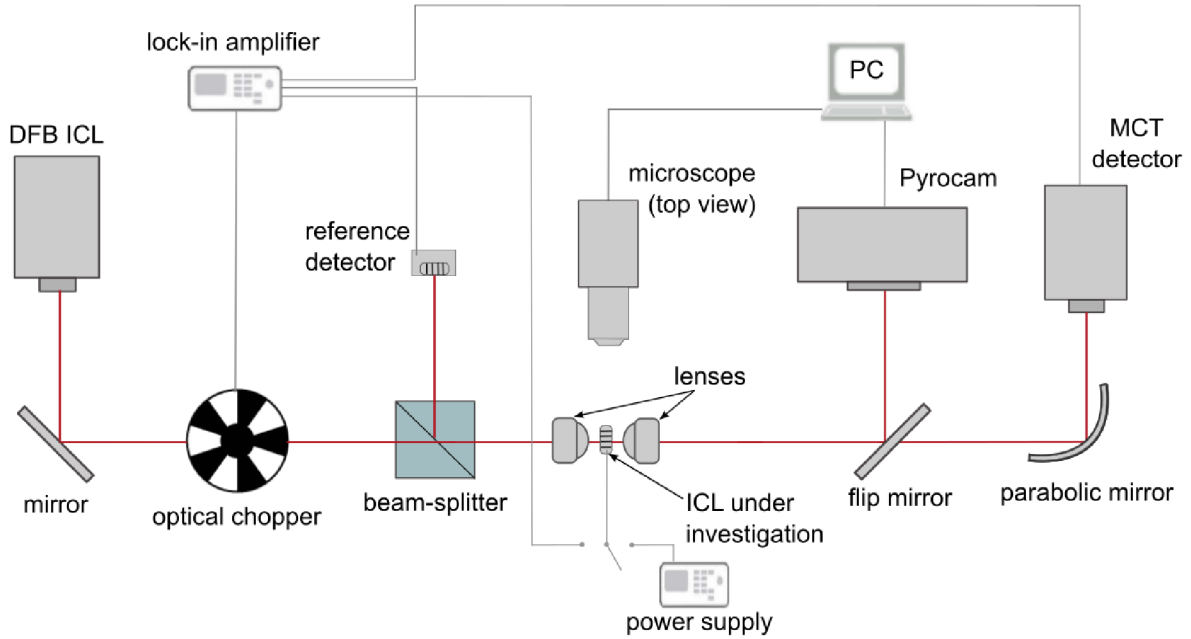 lock-in amplifier
DFB ICL
PC
MCT
detector
microscope
(top view)
Pyrocam
reference
detector
lenses
mirror
optical chopper
beam-splitter
ICL under
investigation
flip mirror
parabolic mirror
power supply